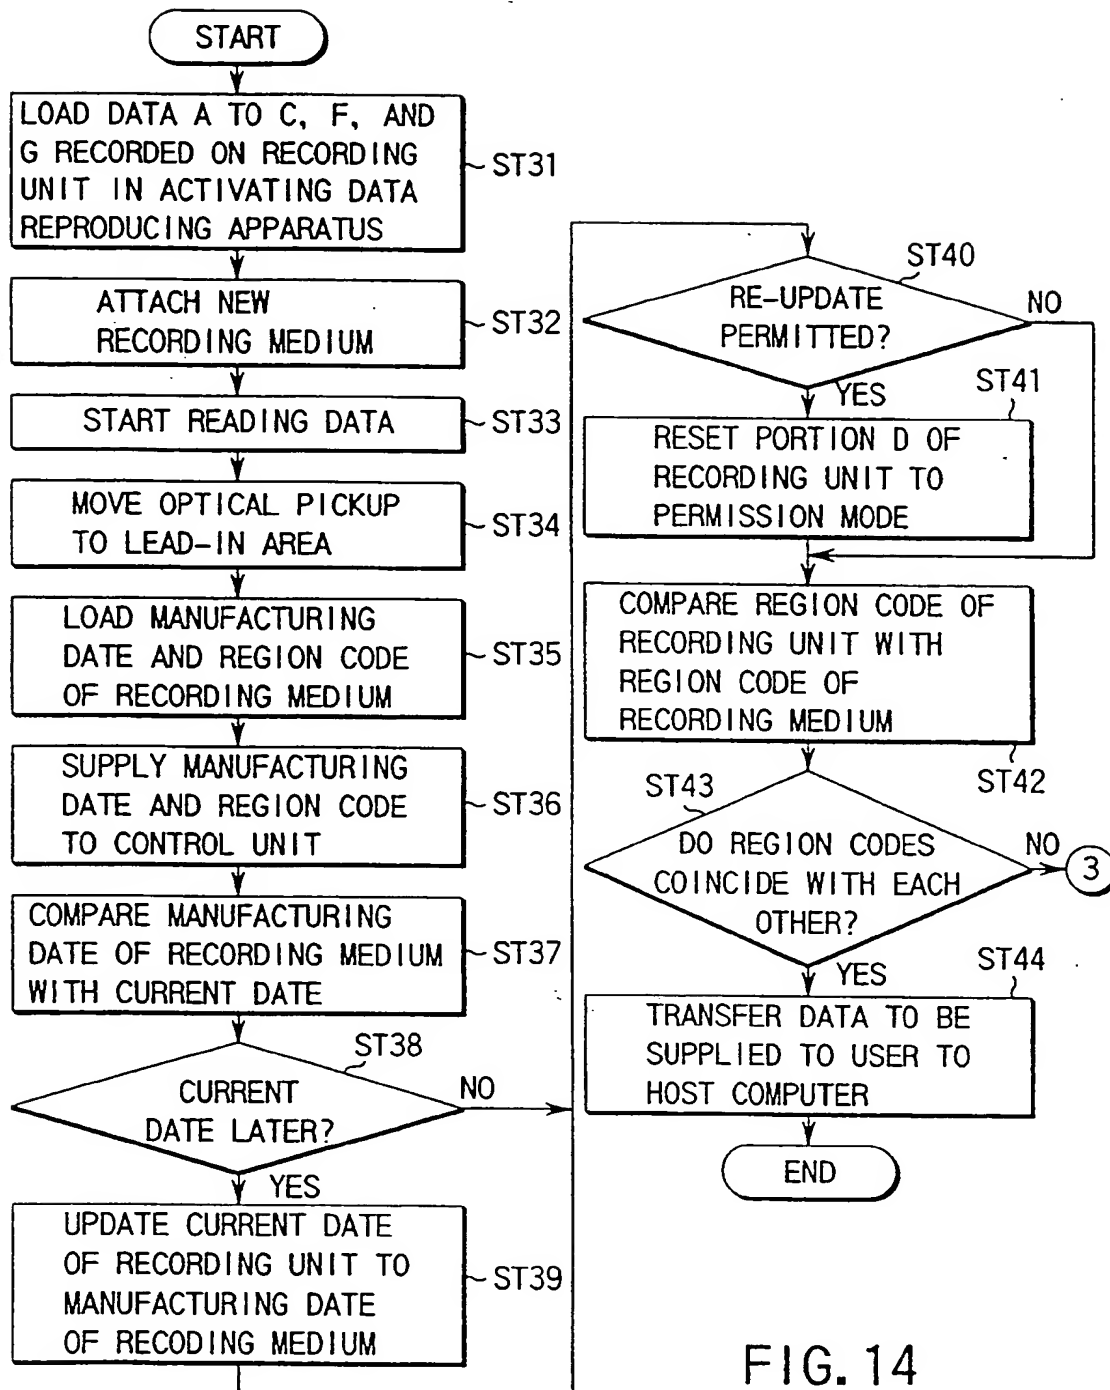 START
LOAD DATA A TO C, F, AND
G RECORDED ON RECORDING
UNIT IN ACTIVATING DATA
REPRODUCING APPARATUS
ST31
ATTACH NEW
RECORDING MEDIUM
ST32
START READING DATA
ST33
MOVE OPTICAL PICKUP
TO LEAD-IN AREA
ST34
LOAD MANUFACTURING
DATE AND REGION CODE
OF RECORDING MEDIUM
ST35
SUPPLY MANUFACTURING
DATE AND REGION CODE
TO CONTROL UNIT
ST36
COMPARE MANUFACTURING
DATE OF RECORDING MEDIUM
WITH CURRENT DATE
ST37
ST38
CURRENT
DATE LATER?
NO
YES
UPDATE CURRENT DATE
OF RECORDING UNIT TO
MANUFACTURING DATE
OF RECODING MEDIUM
ST39
ST40
RE-UPDATE
PERMITTED?
NO
YES
ST41
RESET PORTION D OF
RECORDING UNIT TO
PERMISSION MODE
COMPARE REGION CODE OF
RECORDING UNIT WITH
REGION CODE OF
RECORDING MEDIUM
ST42
ST43
DO REGION CODES
COINCIDE WITH EACH
OTHER?
NO
3
YES
ST44
TRANSFER DATA TO BE
SUPPLIED TO USER TO
HOST COMPUTER
END
FIG. 14